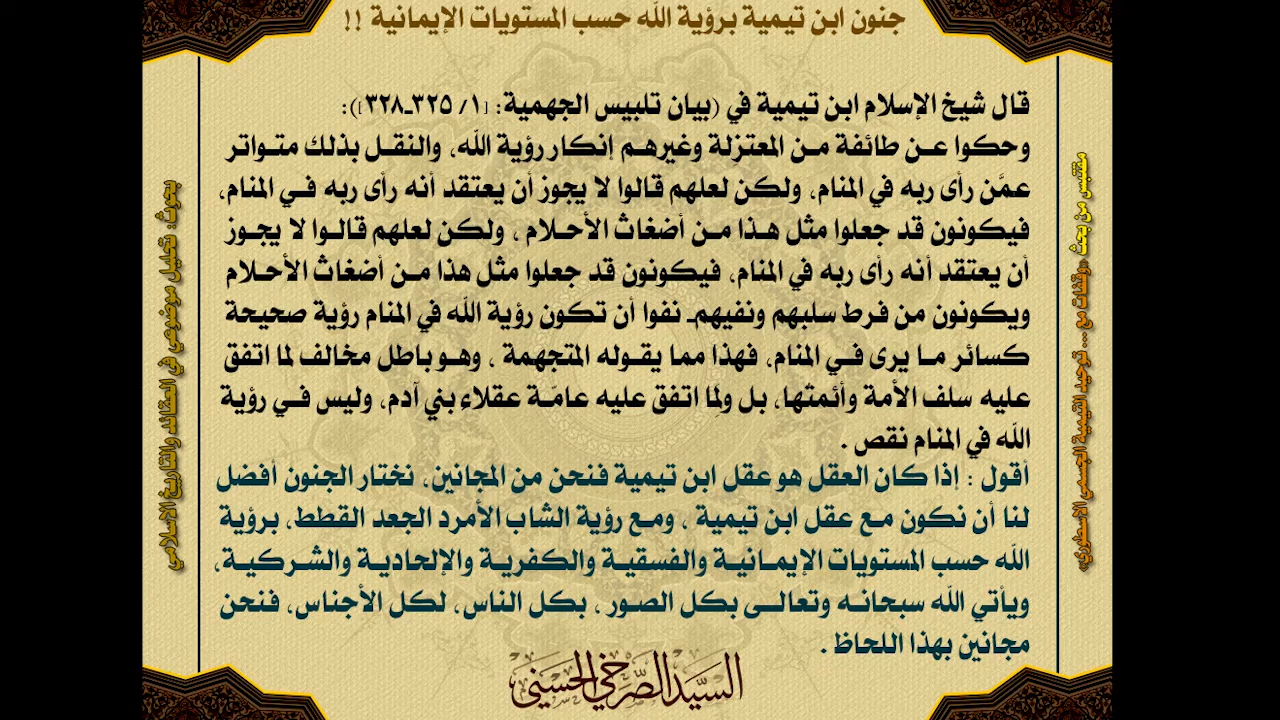 جنون ابن تيمية برؤية الله حسب المستويات الإيمانية !!
قال شيخ الإسلام ابن تيمية في (بيان تلبيس الجهمية: [١/ ٣٢٥ـ٣٢٨]):
وحكوا عن طائفة من المعتزلة وغيرهم إنكار رؤية الله، والنقل بذلك متواتر
عمَّن رأى ربه في المنام، ولكن لعلهم قالوا لا يجوز أن يعتقد أنه رأى ربه في المنام،
فيكونون قد جعلوا مثل هذا من أضغاث الأحلام ، ولكن لعلهم قالوا لا يجوز
أن يعتقد أنه رأى ربه في المنام، فيكونون قد جعلوا مثل هذا من أضغاث الأحلام
ويكونون من فرط سلبهم ونفيهم ـ نفوا أن تكون رؤية الله في المنام رؤية صحيحة
كسائر ما يرى في المنام، فهذا مما يقوله المتجهمة ، وهو باطل مخالف لما اتفق
عليه سلف الأمة وأئمتها، بل ولما اتفق عليه عامّة عقلاء بني آدم، وليس في رؤية
الله في المنام نقص .
أقول : إذا كان العقل هو عقل ابن تيمية فنحن من المجانين، نختار الجنون أفضل
لنا أن نكون مع عقل ابن تيمية ، ومع رؤية الشاب الأمرد الجعد القطط، برؤية
الله حسب المستويات الإيمانية والفسقية والكفرية والإلحادية والشركية،
ويأتي الله سبحانه وتعالى بكل الصور ، بكل الناس، لكل الأجناس، فنحن
مجانين بهذا اللحاظ .
السيد الصرخي الحسني
مقتبس من بحث «وقفات مع ... توحيد التيمية الجسمي الأسطوري»
بحوث: تحليل موضوعي في العقائد والتاريخ الإسلامي